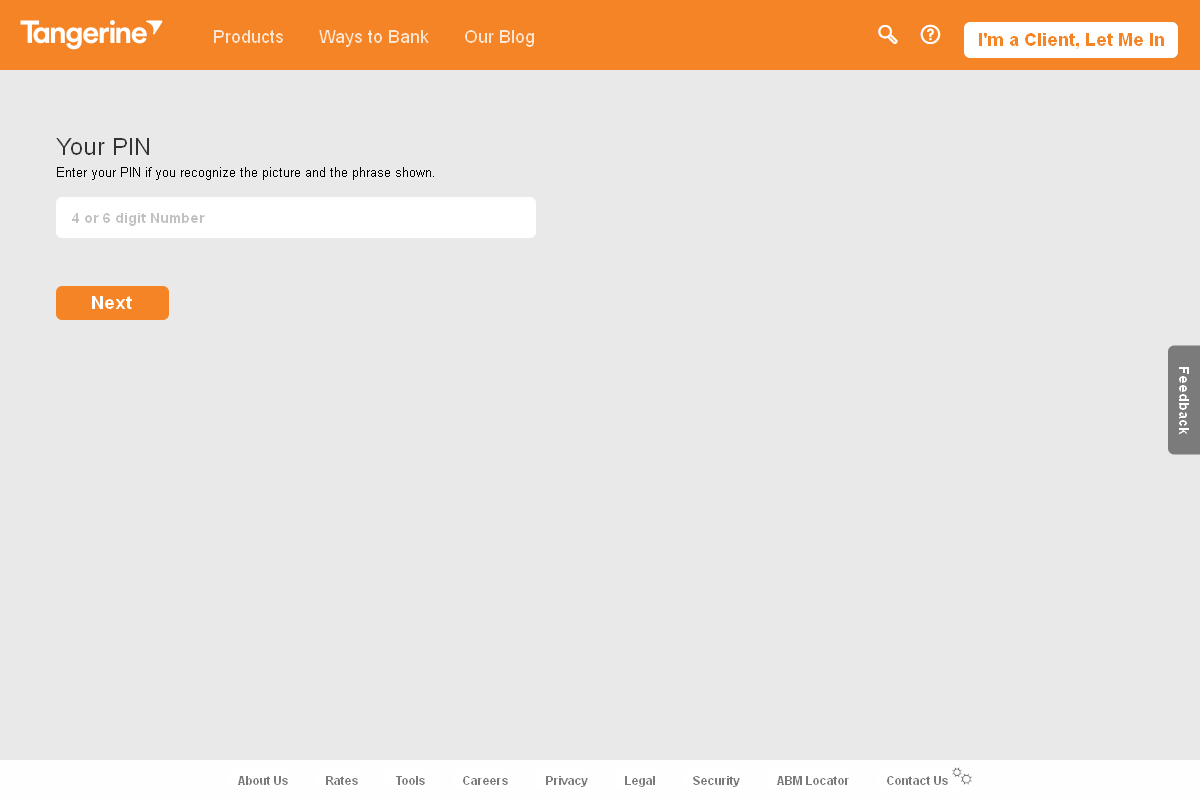 Tangerine
Products
Ways to Bank
Our Blog
I'm a Client, Let Me In
Your PIN
Enter your PIN if you recognize the picture and the phrase shown.
4 or 6 digit Number
Next
Feedback
About Us
Rates
Tools
Careers
Privacy
Legal
Security
ABM Locator
Contact Us